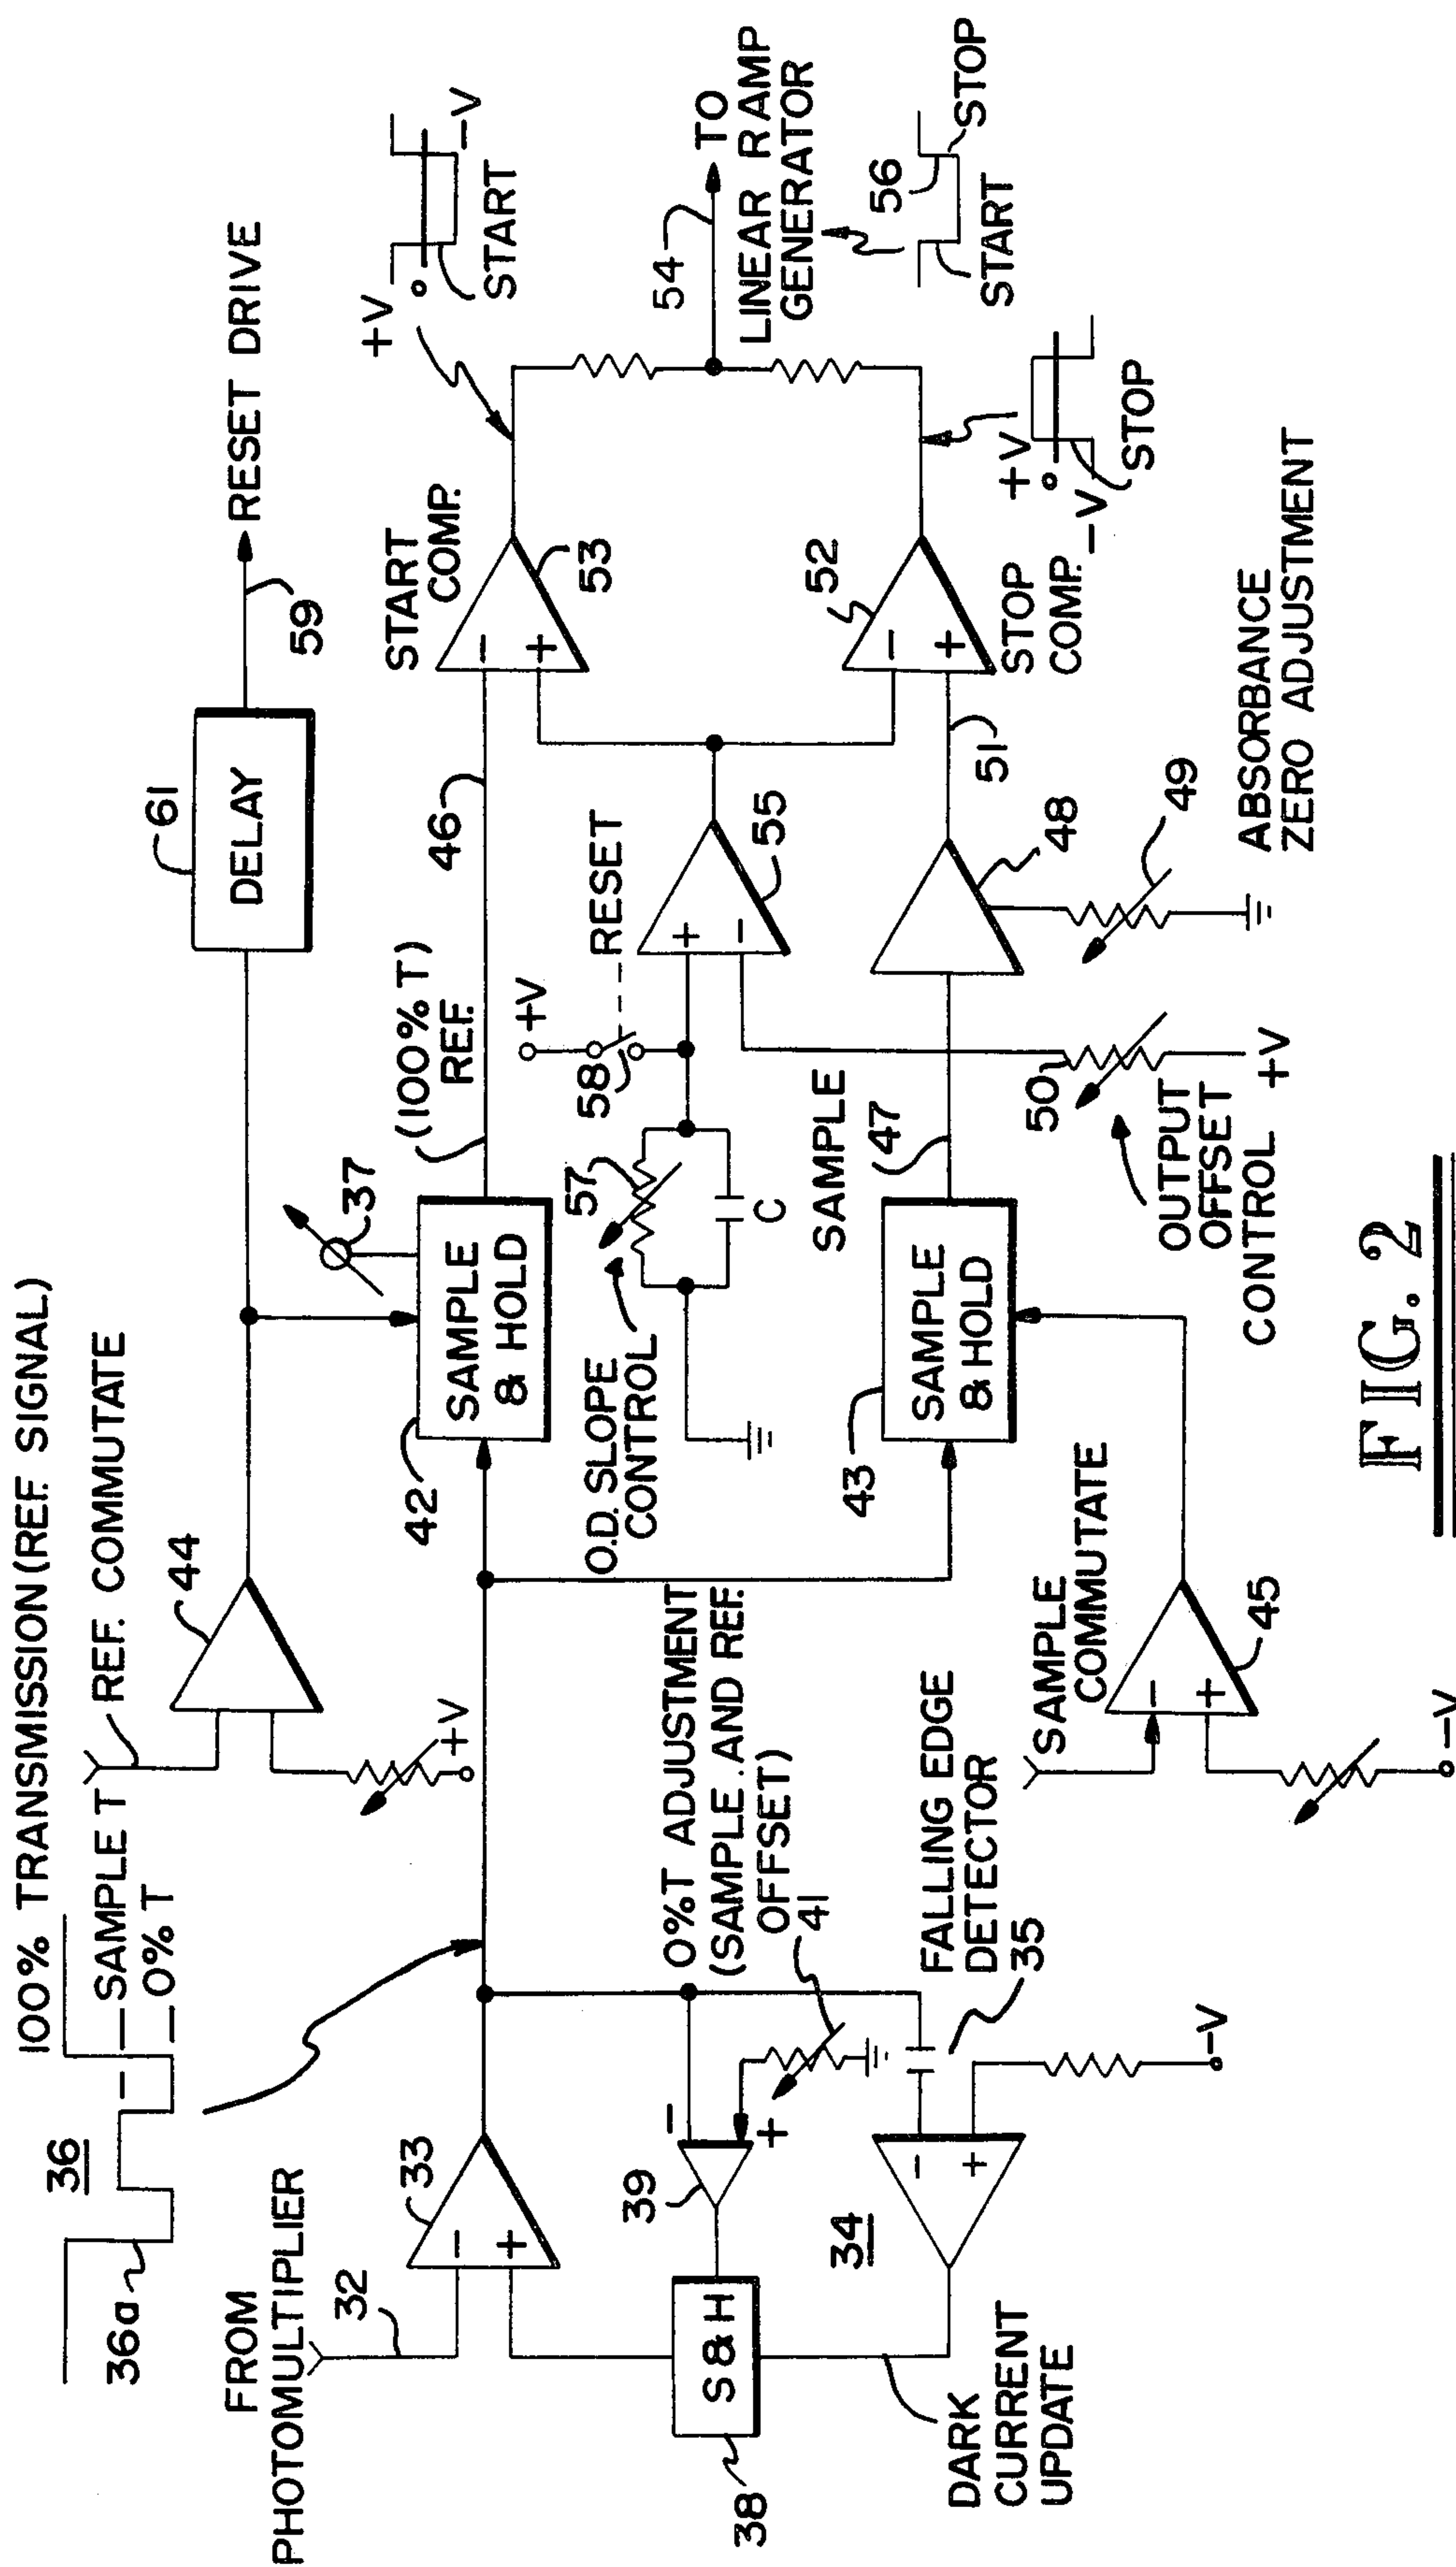 100% TRANSMISSION (REF. SIGNAL)
SAMPLE T
0% T
36
36a
REF. COMMUTATE
44
+V
61
DELAY
59
RESET DRIVE
FROM
PHOTOMULTIPLIER
32
33
−
+
37
42
SAMPLE
& HOLD
(100% T)
REF.
46
START
COMP.
53
−
+
+V
0
−V
START
O.D. SLOPE
CONTROL
57
C
58
+V
RESET
55
+
−
54
TO
LINEAR RAMP
GENERATOR
56
START
STOP
0%T ADJUSTMENT
(SAMPLE AND REF.
OFFSET)
41
39
−
+
38
S & H
34
−
+
DARK
CURRENT
UPDATE
FALLING EDGE
DETECTOR
35
−V
43
SAMPLE
& HOLD
SAMPLE
47
48
49
ABSORBANCE
ZERO ADJUSTMENT
51
52
−
+
STOP
COMP.
+V
0
−V
STOP
50
OUTPUT
OFFSET
CONTROL
+V
SAMPLE
COMMUTATE
−
+
45
−V
FIG. 2